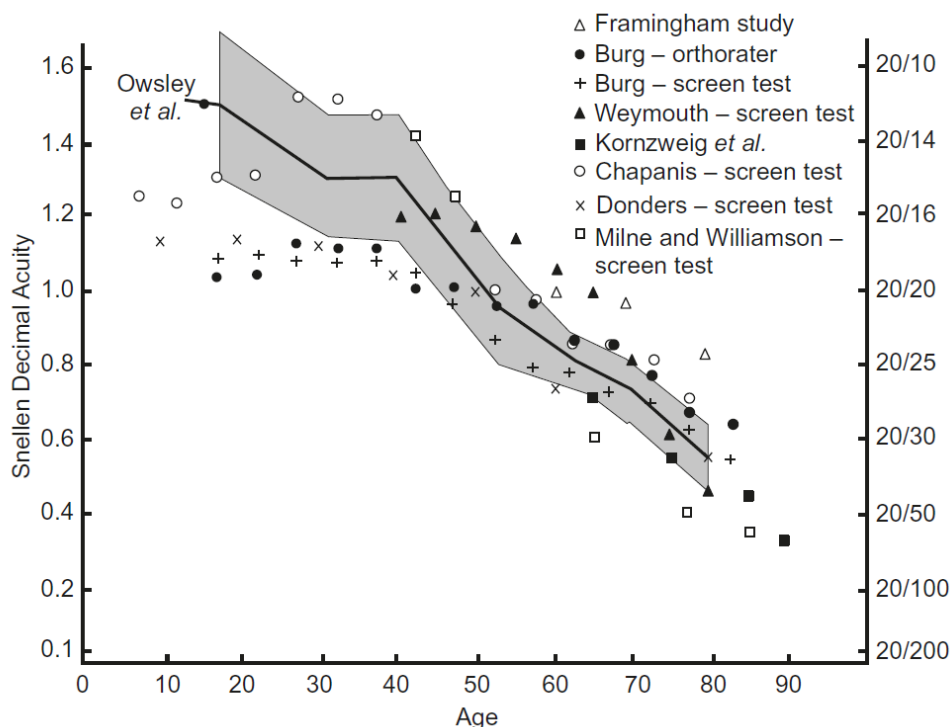 Framingham study
Burg – orthorater
Burg – screen test
Weymouth – screen test
Kornzweig et al.
Chapanis – screen test
Donders – screen test
Milne and Williamson –
screen test
Owsley
et al.
Snellen Decimal Acuity
1.6
1.4
1.2
1.0
0.8
0.6
0.4
0.2
0.1
20/10
20/14
20/16
20/20
20/25
20/30
20/50
20/100
20/200
0 10 20 30 40 50 60 70 80 90
Age